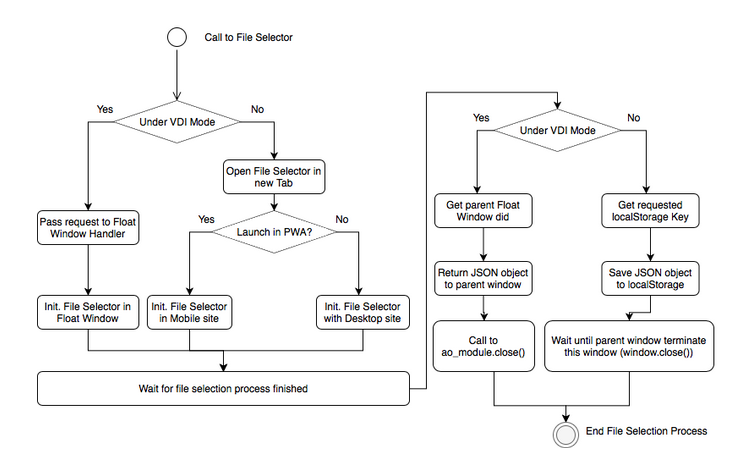 Call to File Selector
Yes
Under VDI Mode
No
Open File Selector in
new Tab
Pass request to Float
Window Handler
Yes
Launch in PWA?
No
Init. File Selector in
Float Window
Init. File Selector
in Mobile site
Init. File Selector
with Desktop site
Wait for file selection process finished
Yes
Under VDI Mode
No
Get parent Float
Window did
Get requested
localStorage Key
Return JSON object
to parent window
Save JSON object
to localStorage
Call to
ao_module.close()
Wait until parent window terminate
this window (window.close())
End File Selection Process